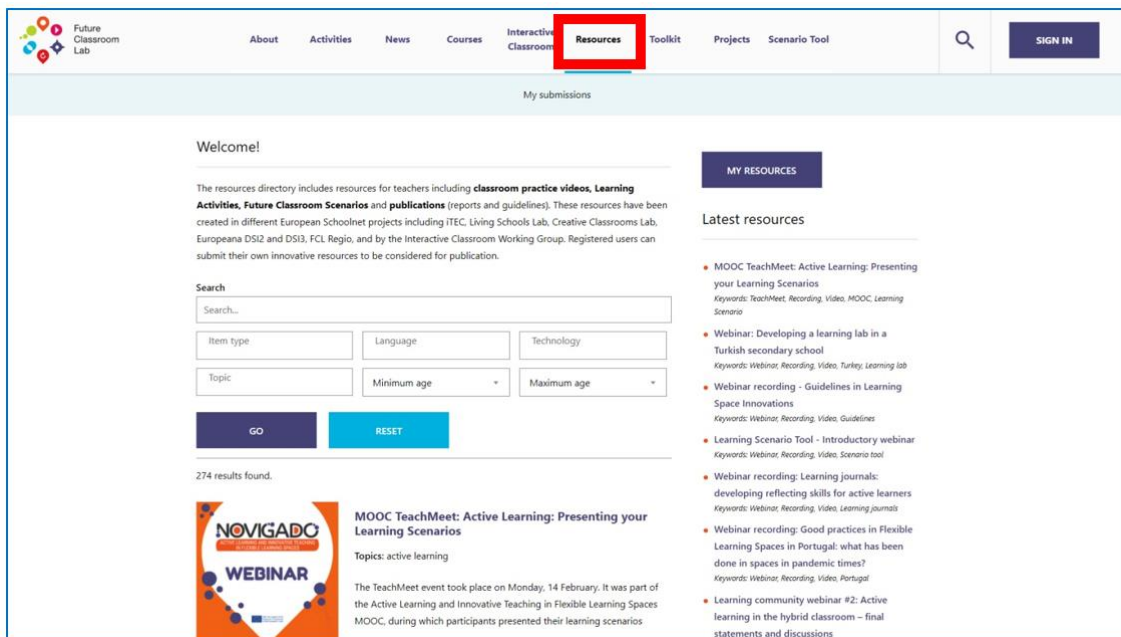 Future
Classroom
Lab
About
Activities
News
Courses
Interactive
Classroom
Resources
Toolkit
Projects
Scenario Tool
SIGN IN
My submissions
Welcome!
The resources directory includes resources for teachers including classroom practice videos, Learning
Activities, Future Classroom Scenarios and publications (reports and guidelines). These resources have been
created in different European Schoolnet projects including iTEC, Living Schools Lab, Creative Classrooms Lab,
Europeana DSI2 and DSI3, FCL Regio, and by the Interactive Classroom Working Group. Registered users can
submit their own innovative resources to be considered for publication.
Search
Search...
Item type
Language
Technology
Topic
Minimum age
Maximum age
GO
RESET
274 results found.
NOVIGADO
ACTIVE LEARNING AND INNOVATIVE TEACHING
IN FLEXIBLE LEARNING SPACES
WEBINAR
MOOC TeachMeet: Active Learning: Presenting your
Learning Scenarios
Topics: active learning
The TeachMeet event took place on Monday, 14 February. It was part of
the Active Learning and Innovative Teaching in Flexible Learning Spaces
MOOC, during which participants presented their learning scenarios
MY RESOURCES
Latest resources
MOOC TeachMeet: Active Learning: Presenting
your Learning Scenarios
Keywords: TeachMeet, Recording, Video, MOOC, Learning
Scenario
Webinar: Developing a learning lab in a
Turkish secondary school
Keywords: Webinar, Recording, Video, Turkey, Learning lab
Webinar recording - Guidelines in Learning
Space Innovations
Keywords: Webinar, Recording, Video, Guidelines
Learning Scenario Tool - Introductory webinar
Keywords: Webinar, Recording, Video, Scenario tool
Webinar recording: Learning journals:
developing reflecting skills for active learners
Keywords: Webinar, Recording, Video, Learning journals
Webinar recording: Good practices in Flexible
Learning Spaces in Portugal: what has been
done in spaces in pandemic times?
Keywords: Webinar, Recording, Video, Portugal
Learning community webinar #2: Active
learning in the hybrid classroom – final
statements and discussions